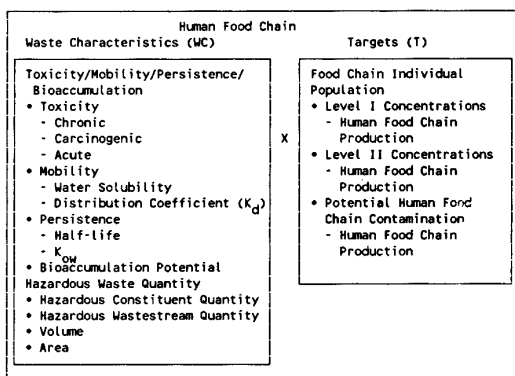 Human Food Chain
Waste Characteristics (WC)
Targets (T)
Toxicity/Mobility/Persistence/
Bioaccumulation
• Toxicity
- Chronic
- Carcinogenic
- Acute
• Mobility
- Water Solubility
- Distribution Coefficient (Kd)
• Persistence
- Half-life
- Kow
• Bioaccumulation Potential
Hazardous Waste Quantity
• Hazardous Constituent Quantity
• Hazardous Wastestream Quantity
• Volume
• Area
X
Food Chain Individual
Population
• Level I Concentrations
- Human Food Chain
Production
• Level II Concentrations
- Human Food Chain
Production
• Potential Human Food
Chain Contamination
- Human Food Chain
Production